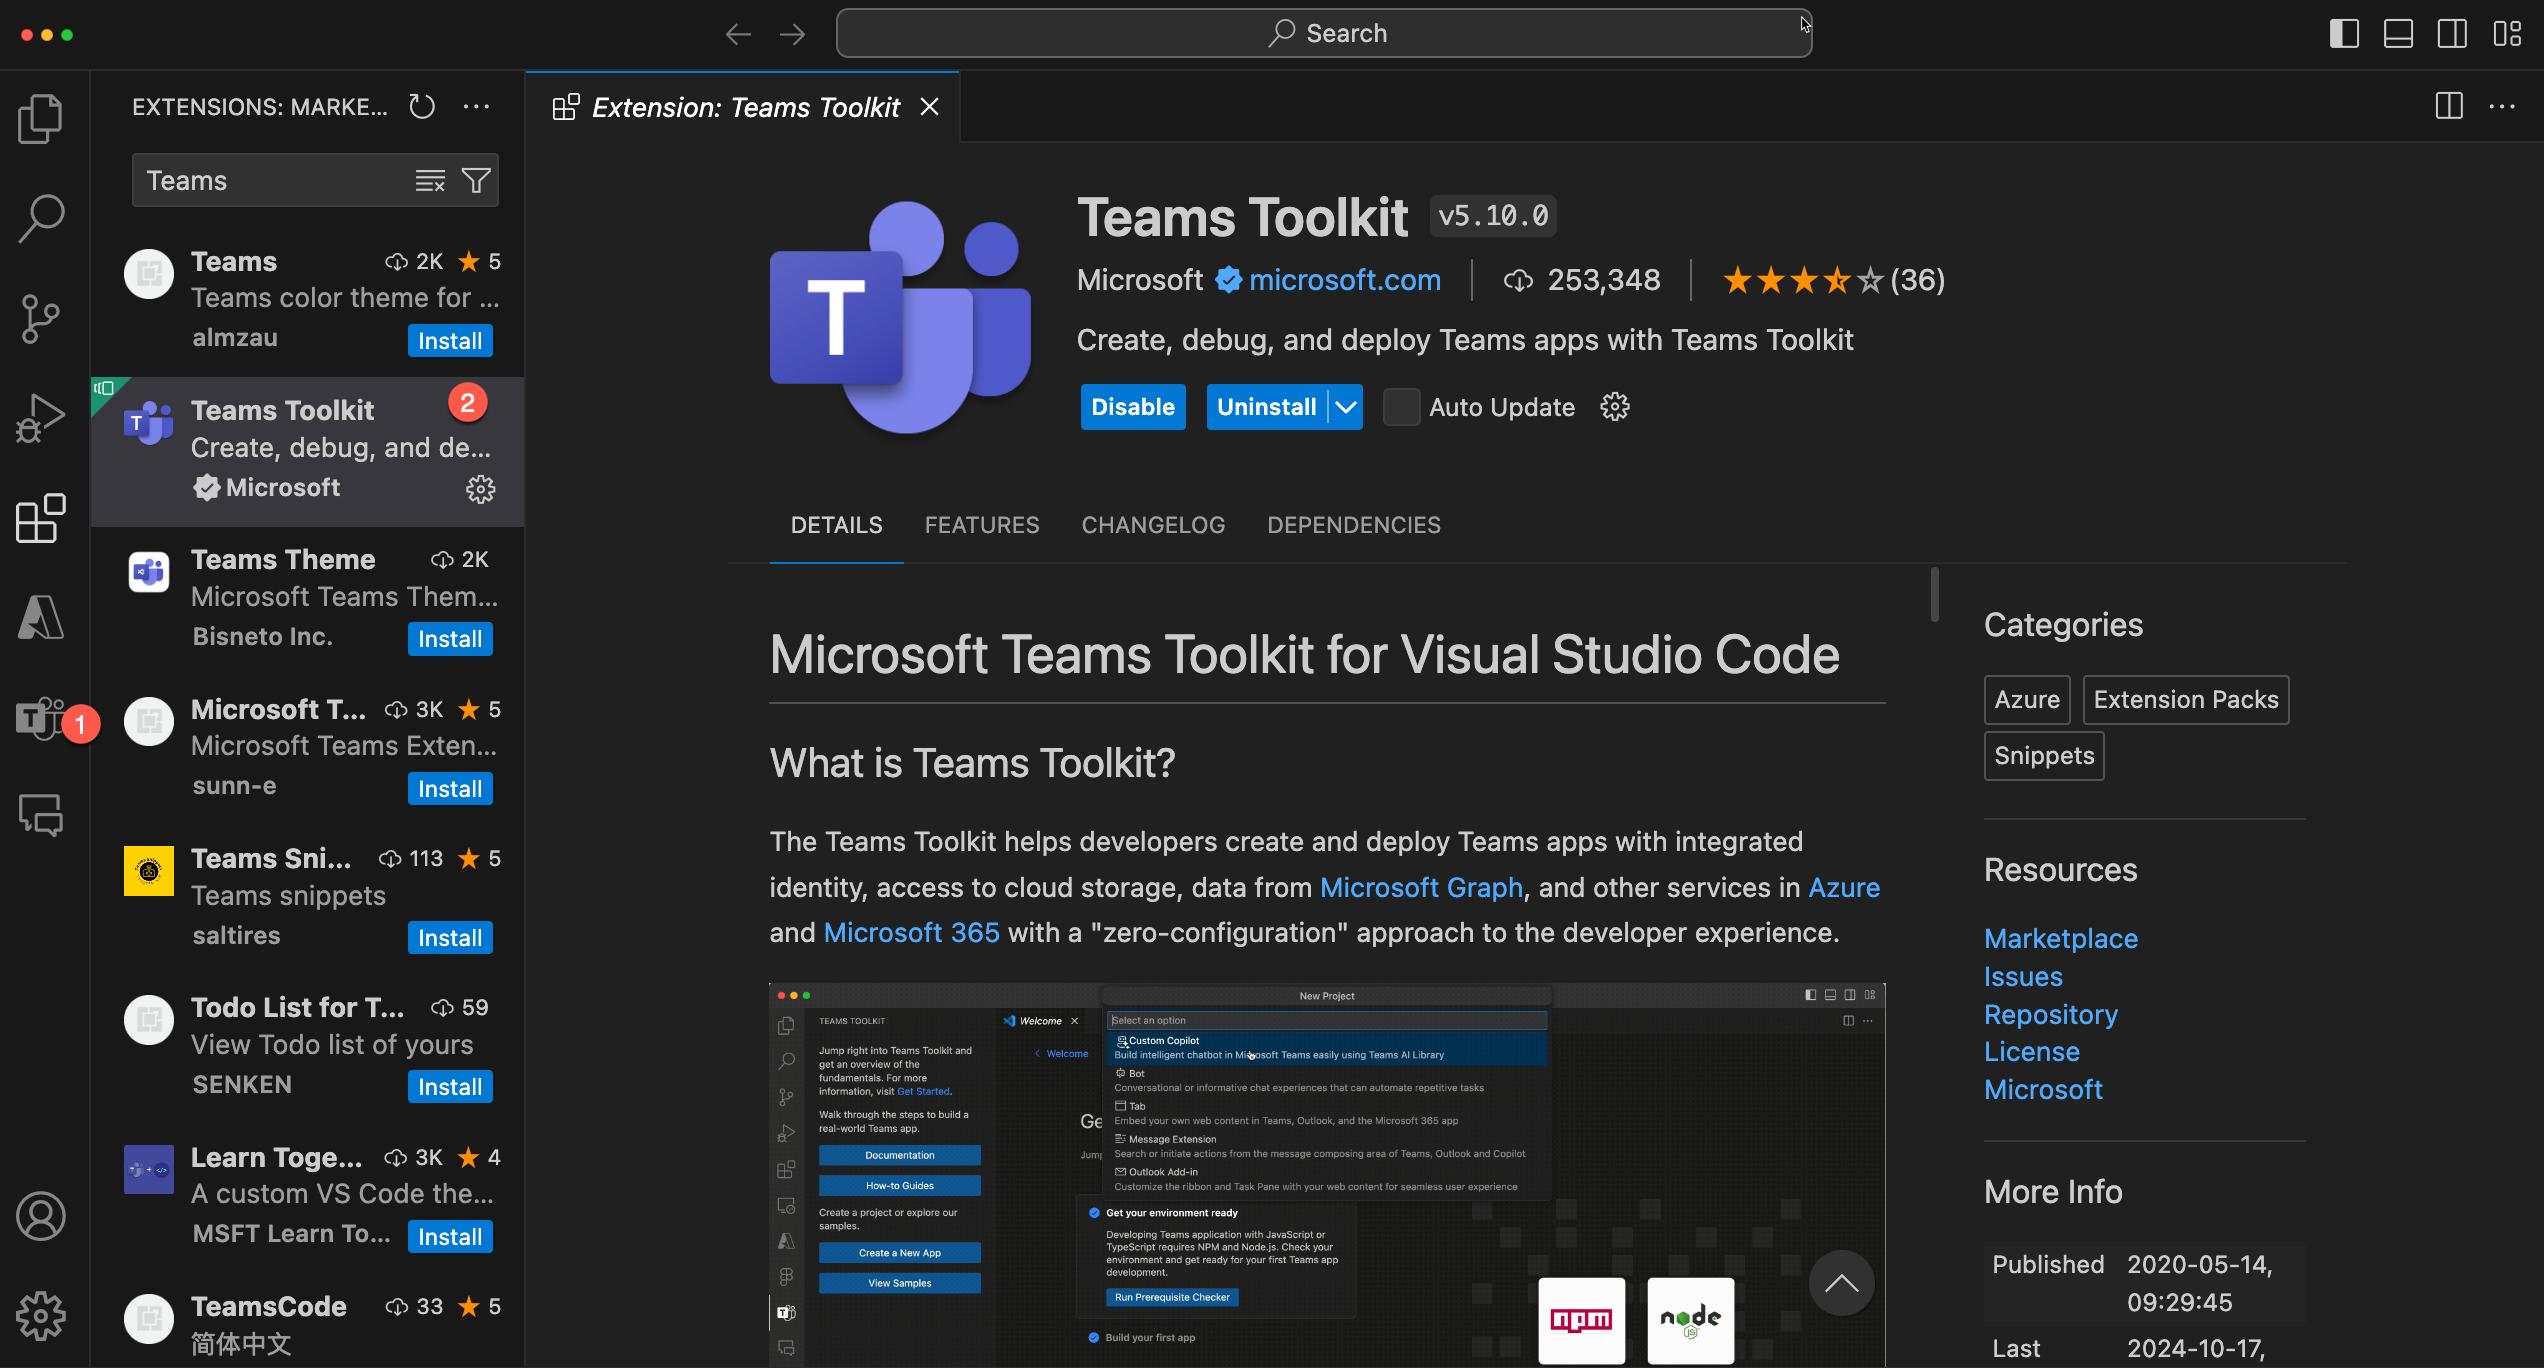 Search
EXTENSIONS: MARKE...
Extension: Teams Toolkit
Teams
Teams 2K 5
Teams color theme for ...
almzau Install
Teams Toolkit 2
Create, debug, and de...
Microsoft
Teams Theme 2K
Microsoft Teams Them...
Bisneto Inc. Install
1
Microsoft T... 3K 5
Microsoft Teams Exten...
sunn-e Install
Teams Sni... 113 5
Teams snippets
saltires Install
Todo List for T... 59
View Todo list of yours
SENKEN Install
Learn Toge... 3K 4
A custom VS Code the...
MSFT Learn To... Install
TeamsCode 33 5
简体中文
T
Teams Toolkit v5.10.0
Microsoft microsoft.com 253,348 (36)
Create, debug, and deploy Teams apps with Teams Toolkit
Disable Uninstall Auto Update
DETAILS FEATURES CHANGELOG DEPENDENCIES
Microsoft Teams Toolkit for Visual Studio Code
What is Teams Toolkit?
The Teams Toolkit helps developers create and deploy Teams apps with integrated
identity, access to cloud storage, data from Microsoft Graph, and other services in Azure
and Microsoft 365 with a "zero-configuration" approach to the developer experience.
New Project
TEAMS TOOLKIT
Jump right into Teams Toolkit and
get an overview of the
fundamentals. For more
information, visit Get Started.
Walk through the steps to build a
real-world Teams app.
Documentation
How-to Guides
Create a project or explore our
samples.
Create a New App
View Samples
Welcome
Welcome
Ge
Jump
Select an option
Custom Copilot
Build intelligent chatbot in Microsoft Teams easily using Teams AI Library
Bot
Conversational or informative chat experiences that can automate repetitive tasks
Tab
Embed your own web content in Teams, Outlook, and the Microsoft 365 app
Message Extension
Search or initiate actions from the message composing area of Teams, Outlook and Copilot
Outlook Add-in
Customize the ribbon and Task Pane with your web content for seamless user experience
Get your environment ready
Developing Teams application with JavaScript or
TypeScript requires NPM and Node.js. Check your
environment and get ready for your first Teams app
development.
Run Prerequisite Checker
Build your first app
npm
node
JS
Categories
Azure Extension Packs
Snippets
Resources
Marketplace
Issues
Repository
License
Microsoft
More Info
Published 2020-05-14,
09:29:45
Last 2024-10-17,